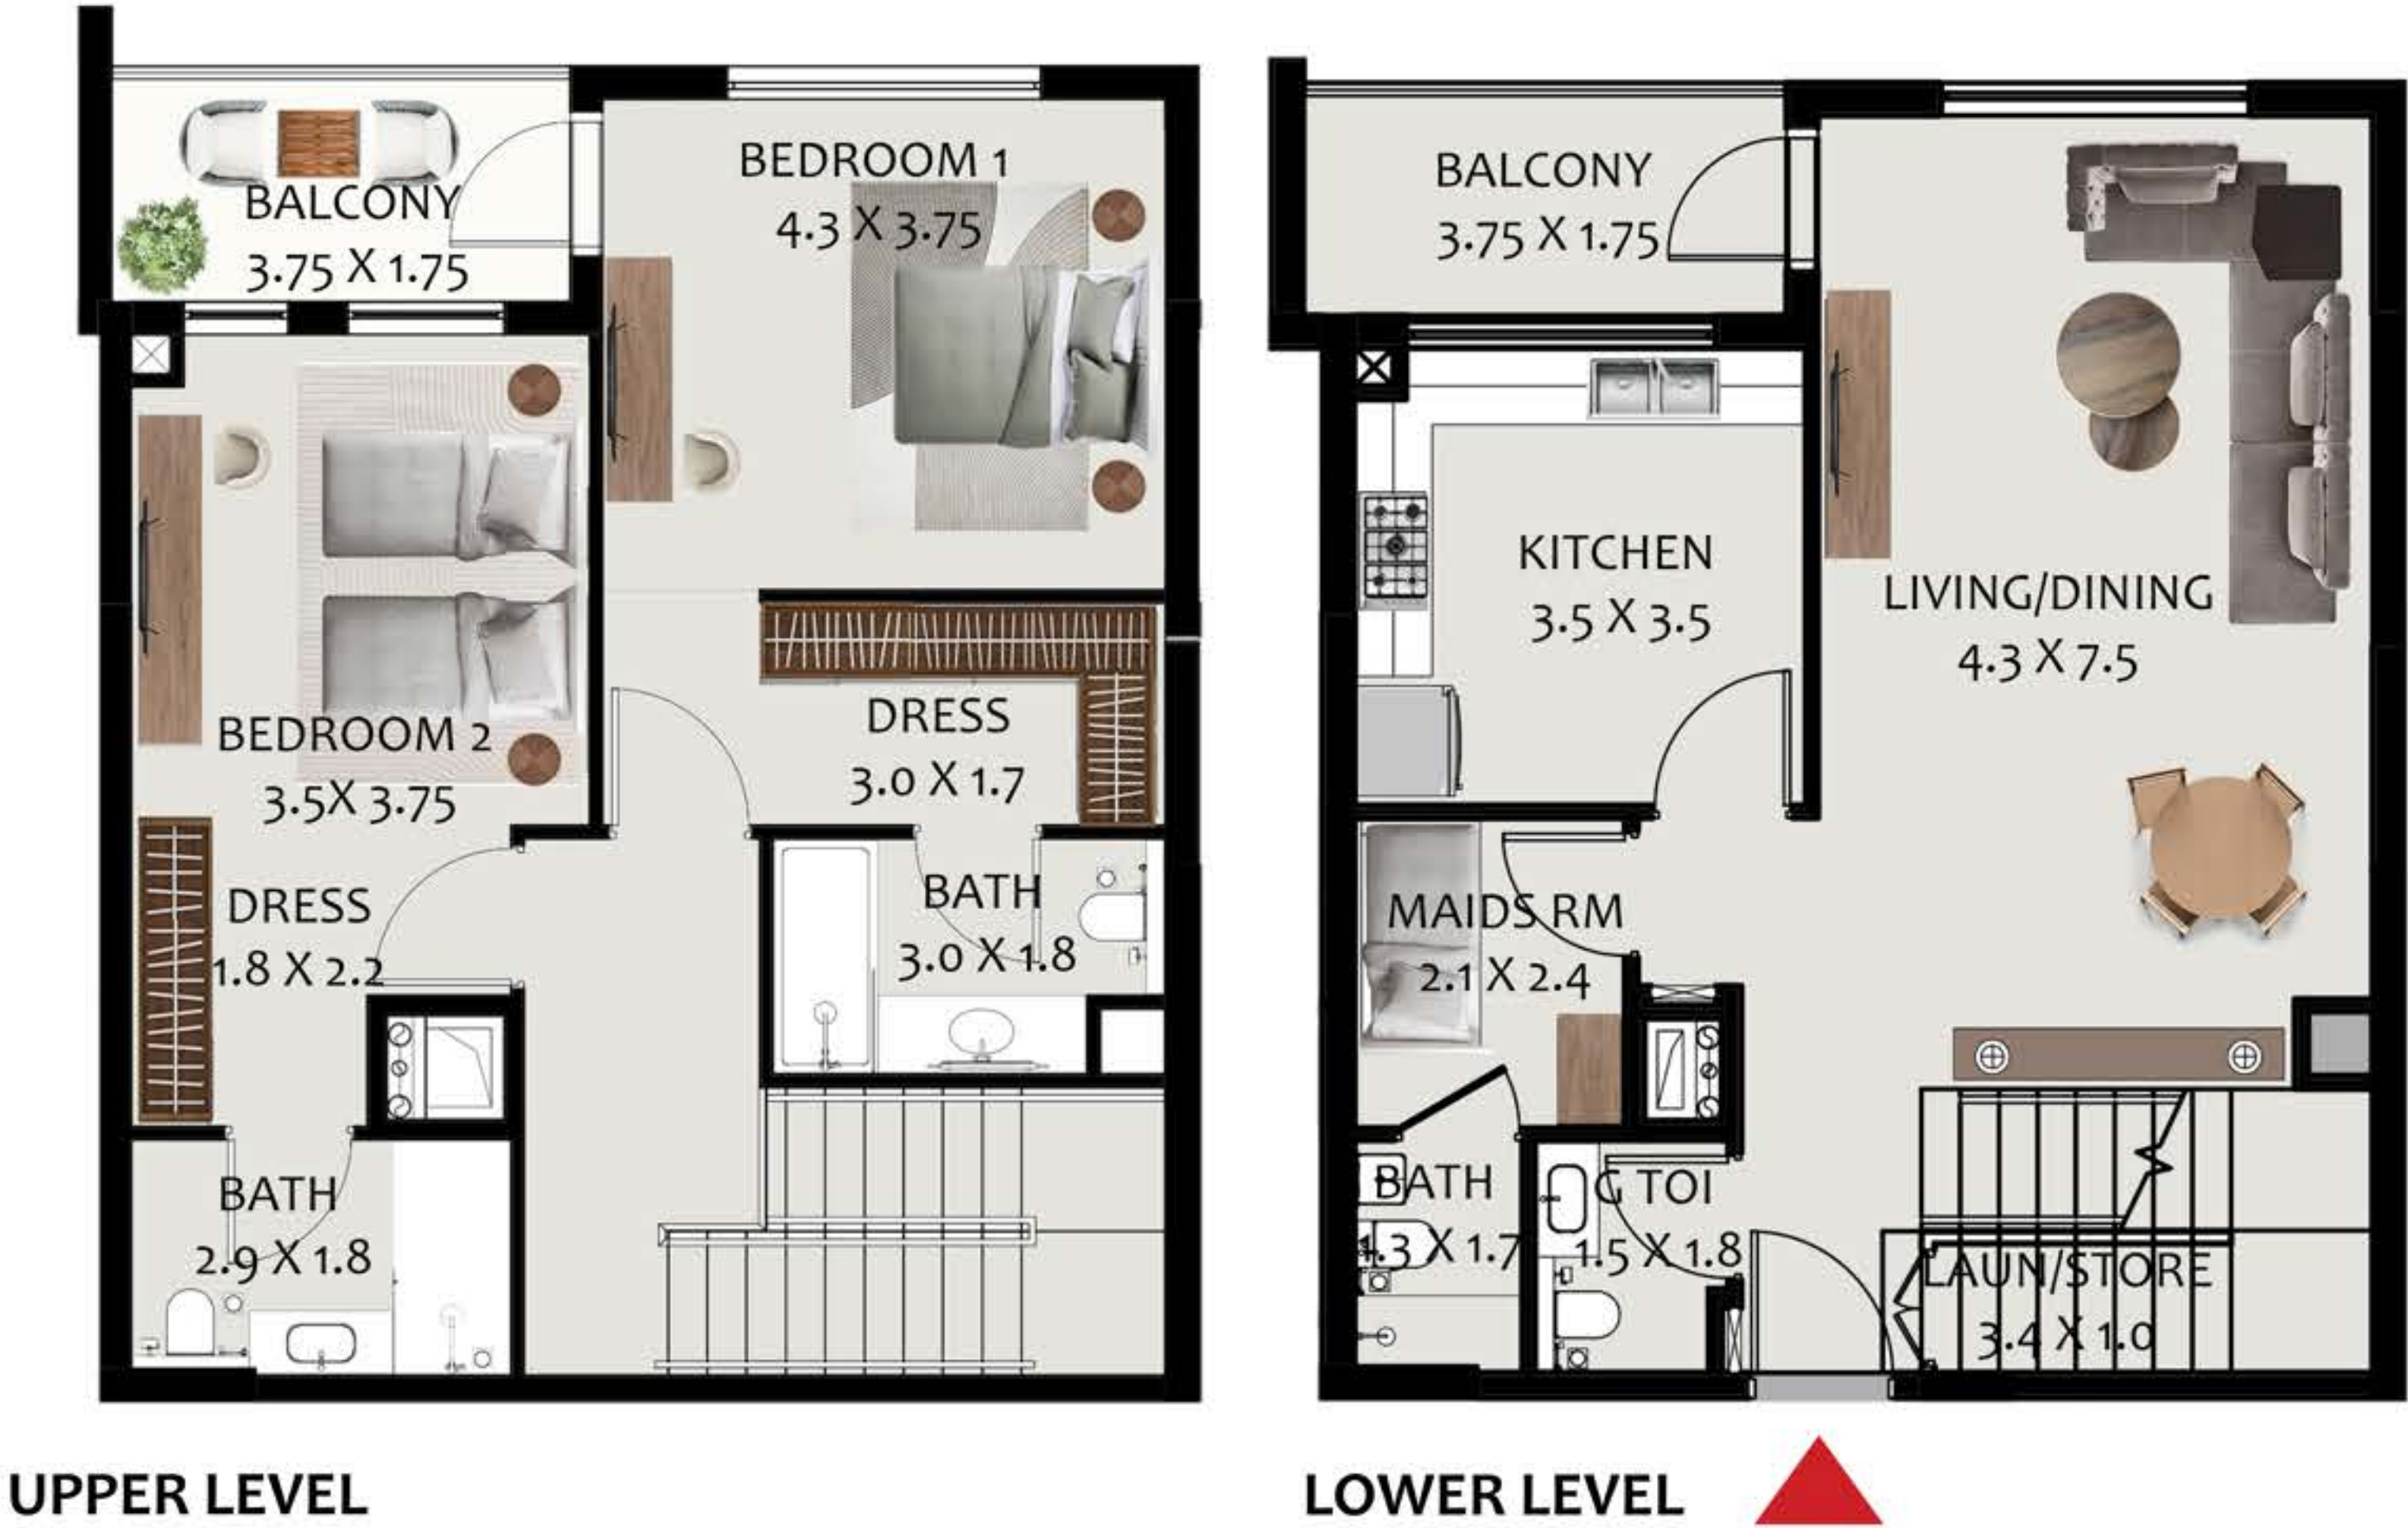 BALCONY
3.75 X 1.75
BEDROOM 1
4.3 X 3.75
BEDROOM 2
3.5X 3.75
DRESS
3.0 X 1.7
DRESS
1.8 X 2.2
BATH
3.0 X 1.8
BATH
2.9 X 1.8
UPPER LEVEL
BALCONY
3.75 X 1.75
KITCHEN
3.5 X 3.5
LIVING/DINING
4.3 X 7.5
MAIDS RM
2.1 X 2.4
BATH
1.3 X 1.7
G TOI
1.5 X 1.8
LAUN/STORE
3.4 X 1.0
LOWER LEVEL